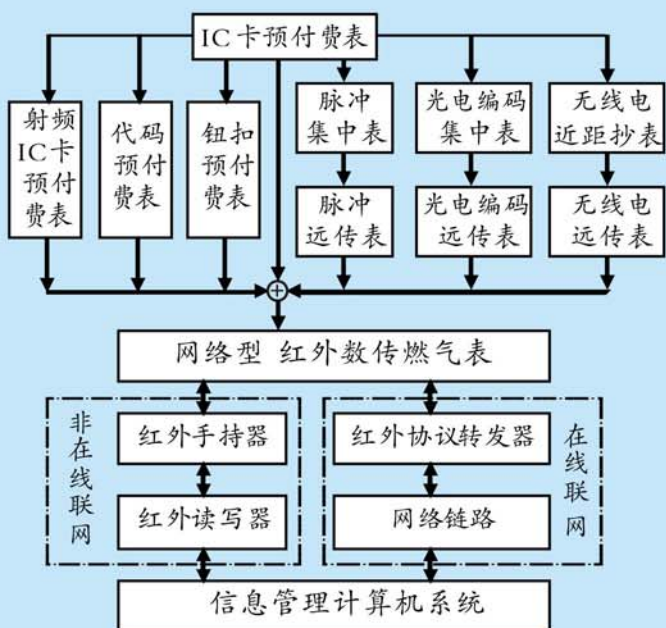 IC卡预付费表
射频
IC卡
预付
费表
代码
预付
费表
钮扣
预付
费表
脉冲
集中表
光电编码
集中表
无线电
近距抄表
脉冲
远传表
光电编码
远传表
无线电
远传表
网络型 红外数传燃气表
非在线联网
红外手持器
红外读写器
红外协议转发器
网络链路
在线联网
信息管理计算机系统